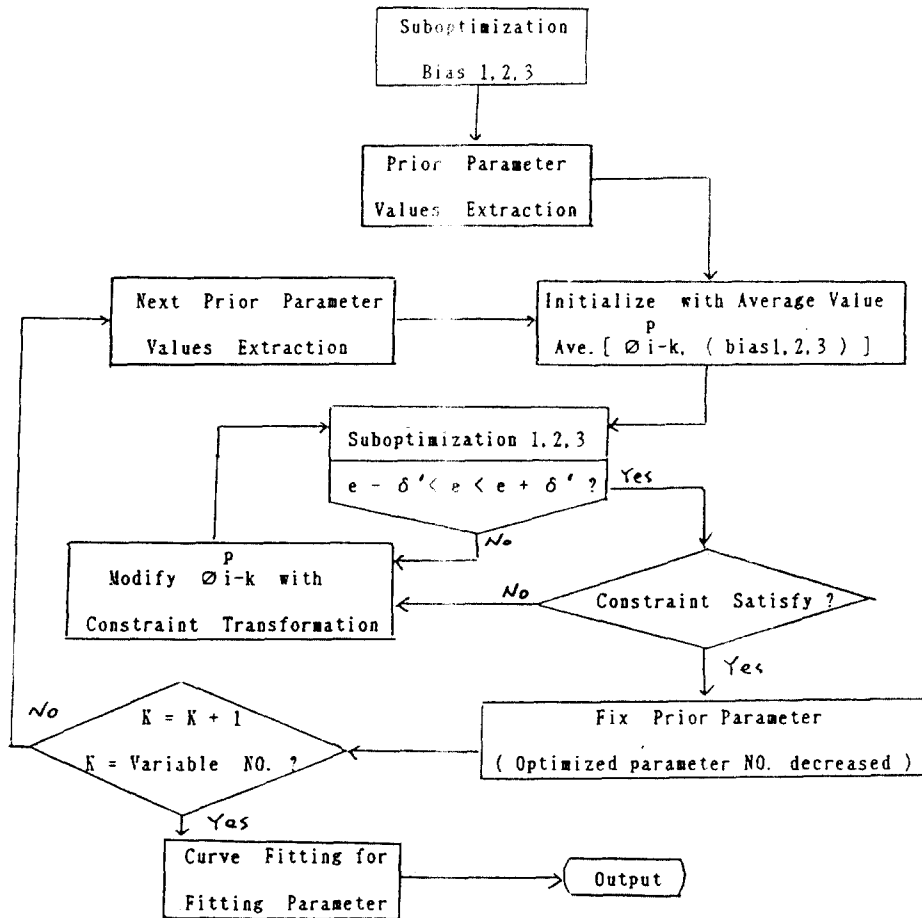 Suboptimization
Bias 1, 2, 3
Prior Parameter
Values Extraction
Next Prior Parameter
Values Extraction
Initialize with Average Value
p
Ave. [ Ø i-k, ( bias1, 2, 3 ) ]
Suboptimization 1, 2, 3
e - δ' < e < e + δ' ?
Yes
No
p
Modify Ø i-k with
Constraint Transformation
No
Constraint Satisfy ?
Yes
Fix Prior Parameter
( Optimized parameter NO. decreased )
No
K = K + 1
K = Variable NO. ?
Yes
Curve Fitting for
Fitting Parameter
Output